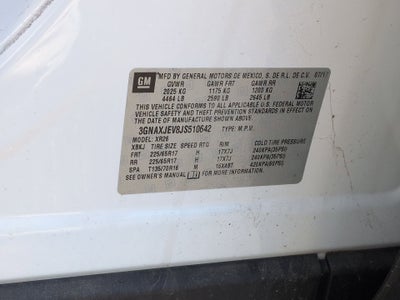 GM
MFD BY GENERAL MOTORS DE MEXICO, S. DE R.L. DE C.V. 07/17
GVWR GAWR FRT GAWR RR
2025 KG 1175 KG 1200 KG
4464 LB 2590 LB 2645 LB
THIS VEHICLE CONFORMS TO ALL APPLICABLE U.S. FEDERAL MOTOR
VEHICLE SAFETY, BUMPER, AND THEFT PREVENTION STANDARDS IN EFFECT
ON THE DATE OF MANUFACTURE SHOWN ABOVE.
3GNAXJEV8JS510642 TYPE: M.P.V.
MODEL: XR26
XBKJ TIRE SIZE SPEED RTG RIM COLD TIRE PRESSURE
FRT 225/65R17 H 17X7J 240KPA(35PSI)
RR 225/65R17 H 17X7J 240KPA(35PSI)
SPA T135/70R16 M 16X4BT 420KPA(60PSI)
SEE OWNER'S MANUAL FOR MORE INFORMATION.